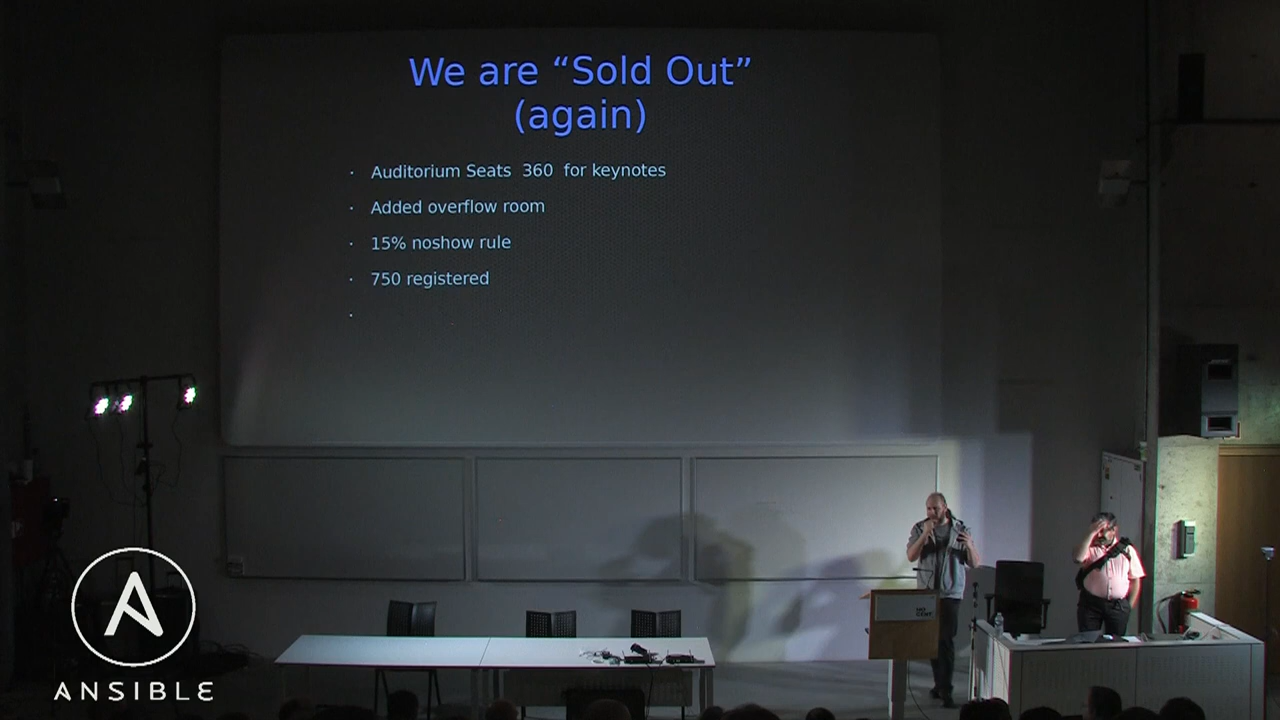 We are “Sold Out”
(again)
· Auditorium Seats 360 for keynotes
· Added overflow room
· 15% noshow rule
· 750 registered
·
ANSIBLE